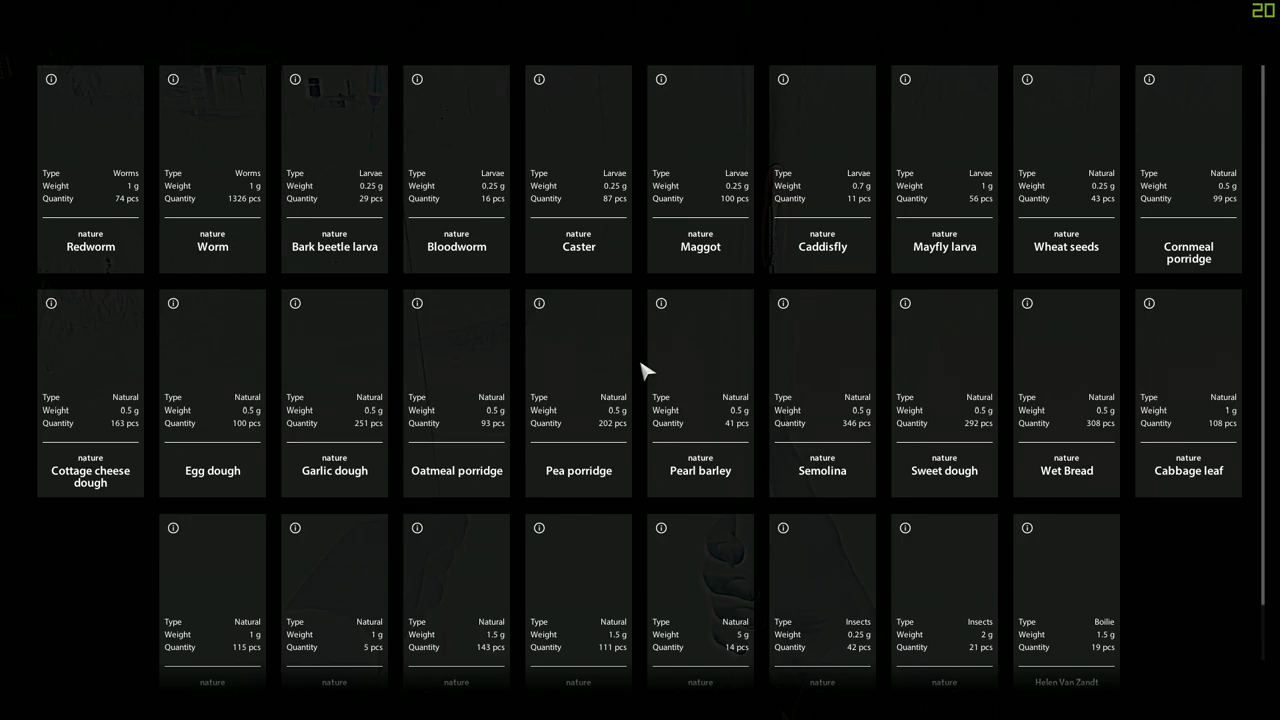 20
Type Worms
Weight 1 g
Quantity 74 pcs
nature
Redworm
Type Worms
Weight 1 g
Quantity 1326 pcs
nature
Worm
Type Larvae
Weight 0.25 g
Quantity 29 pcs
nature
Bark beetle larva
Type Larvae
Weight 0.25 g
Quantity 16 pcs
nature
Bloodworm
Type Larvae
Weight 0.25 g
Quantity 87 pcs
nature
Caster
Type Larvae
Weight 0.25 g
Quantity 100 pcs
nature
Maggot
Type Larvae
Weight 0.7 g
Quantity 11 pcs
nature
Caddisfly
Type Larvae
Weight 1 g
Quantity 56 pcs
nature
Mayfly larva
Type Natural
Weight 0.25 g
Quantity 43 pcs
nature
Wheat seeds
Type Natural
Weight 0.5 g
Quantity 99 pcs
nature
Cornmeal
porridge
Type Natural
Weight 0.5 g
Quantity 163 pcs
nature
Cottage cheese
dough
Type Natural
Weight 0.5 g
Quantity 100 pcs
nature
Egg dough
Type Natural
Weight 0.5 g
Quantity 251 pcs
nature
Garlic dough
Type Natural
Weight 0.5 g
Quantity 93 pcs
nature
Oatmeal porridge
Type Natural
Weight 0.5 g
Quantity 202 pcs
nature
Pea porridge
Type Natural
Weight 0.5 g
Quantity 41 pcs
nature
Pearl barley
Type Natural
Weight 0.5 g
Quantity 346 pcs
nature
Semolina
Type Natural
Weight 0.5 g
Quantity 292 pcs
nature
Sweet dough
Type Natural
Weight 0.5 g
Quantity 308 pcs
nature
Wet Bread
Type Natural
Weight 1 g
Quantity 108 pcs
nature
Cabbage leaf
Type Natural
Weight 1 g
Quantity 115 pcs
nature
Type Natural
Weight 1 g
Quantity 5 pcs
nature
Type Natural
Weight 1.5 g
Quantity 143 pcs
nature
Type Natural
Weight 1.5 g
Quantity 111 pcs
nature
Type Natural
Weight 5 g
Quantity 14 pcs
nature
Type Insects
Weight 0.25 g
Quantity 42 pcs
nature
Type Insects
Weight 2 g
Quantity 21 pcs
nature
Type Boilie
Weight 1.5 g
Quantity 19 pcs
Helen Van Zandt